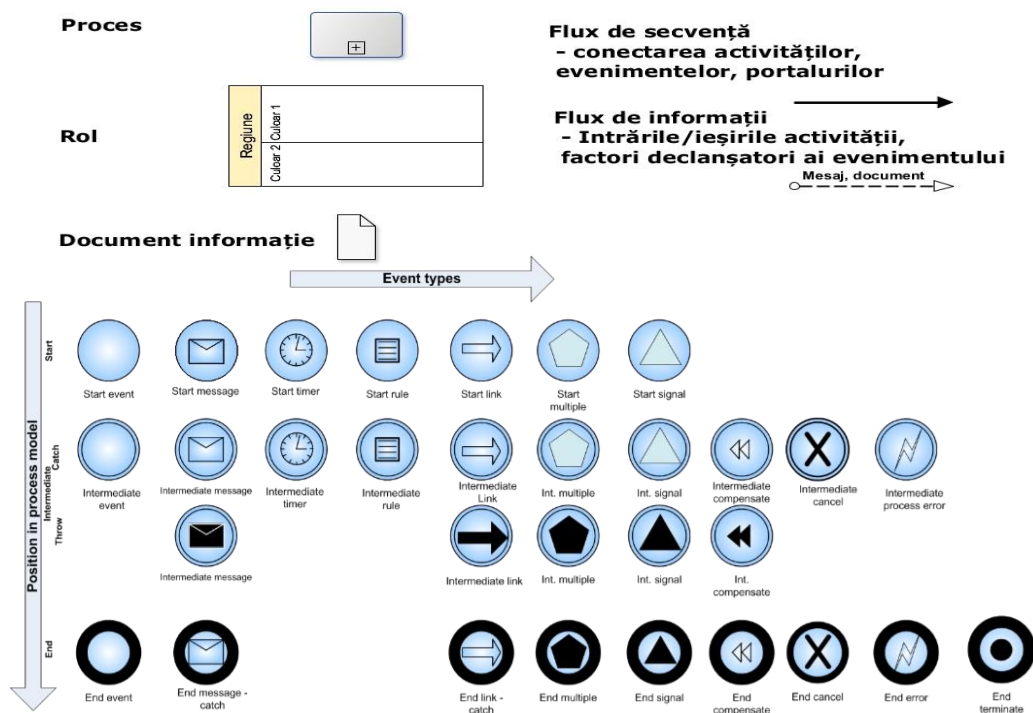 Proces
Flux de secvență
- conectarea activităților,
evenimentelor, portalurilor
Rol
Regiune
Culoar 1
Culoar 2
Flux de informații
- Intrările/ieșirile activității,
factori declanșatori ai evenimentului
Mesaj, document
Document informație
Event types
Position in process model
Start
Start event
Start message
Start timer
Start rule
Start link
Start
multiple
Start signal
Intermediate
Catch
Intermediate
event
Intermediate message
Intermediate
timer
Intermediate
rule
Intermediate
Link
Int. multiple
Int. signal
Intermediate
compensate
Intermediate
cancel
Intermediate
process error
Throw
Intermediate message
Intermediate link
Int. multiple
Int. signal
Int.
compensate
End
End event
End message -
catch
End link -
catch
End multiple
End signal
End
compensate
End cancel
End error
End
terminate